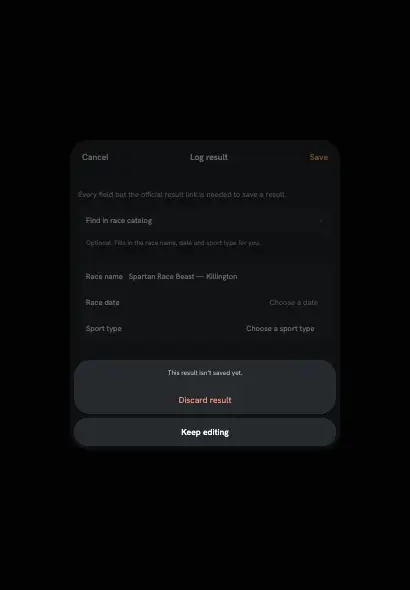 Cancel Log result Save
Every field but the official result link is needed to save a result.
Find in race catalog
Optional. Fills in the race name, date and sport type for you.
Race name Spartan Race Beast — Killington
Race date Choose a date
Sport type Choose a sport type
This result isn't saved yet.
Discard result
Keep editing